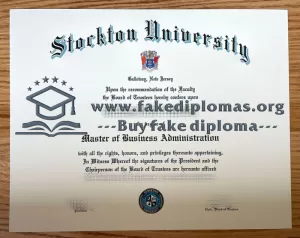 Stockton University
Galloway, New Jersey
Upon the recommendation of the Faculty
the Board of Trustees hereby confers upon
www.fakediplomas.org
---Buy fake diploma---
Master of Business Administration
with all the rights, honors, and privileges thereunto appertaining.
In Witness Whereof the signatures of the President and the
Chairperson of the Board of Trustees are hereunto affixed